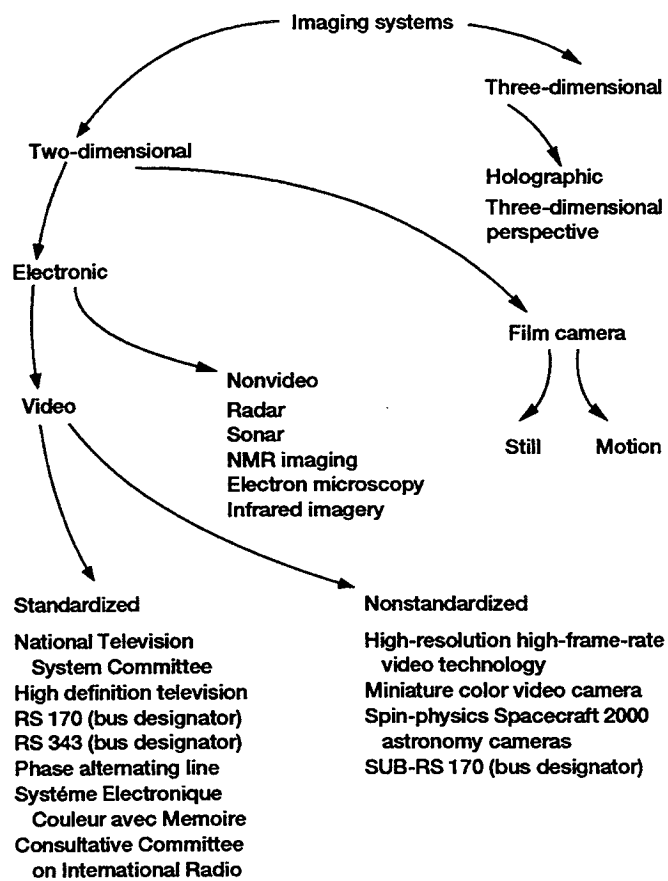 Imaging systems
Three-dimensional
Two-dimensional
Holographic
Three-dimensional
perspective
Electronic
Film camera
Nonvideo
Radar
Sonar
NMR imaging
Electron microscopy
Infrared imagery
Video
Still
Motion
Standardized
National Television
System Committee
High definition television
RS 170 (bus designator)
RS 343 (bus designator)
Phase alternating line
Systéme Electronique
Couleur avec Memoire
Consultative Committee
on International Radio
Nonstandardized
High-resolution high-frame-rate
video technology
Miniature color video camera
Spin-physics Spacecraft 2000
astronomy cameras
SUB-RS 170 (bus designator)